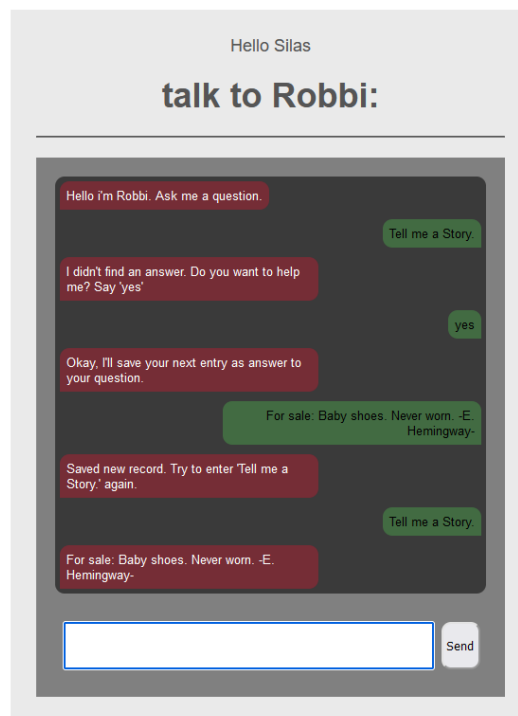 Hello Silas
talk to Robbi:
Hello i'm Robbi. Ask me a question.
Tell me a Story.
I didn't find an answer. Do you want to help
me? Say 'yes'
yes
Okay, I'll save your next entry as answer to
your question.
For sale: Baby shoes. Never worn. -E.
Hemingway-
Saved new record. Try to enter 'Tell me a
Story.' again.
Tell me a Story.
For sale: Baby shoes. Never worn. -E.
Hemingway-
Send